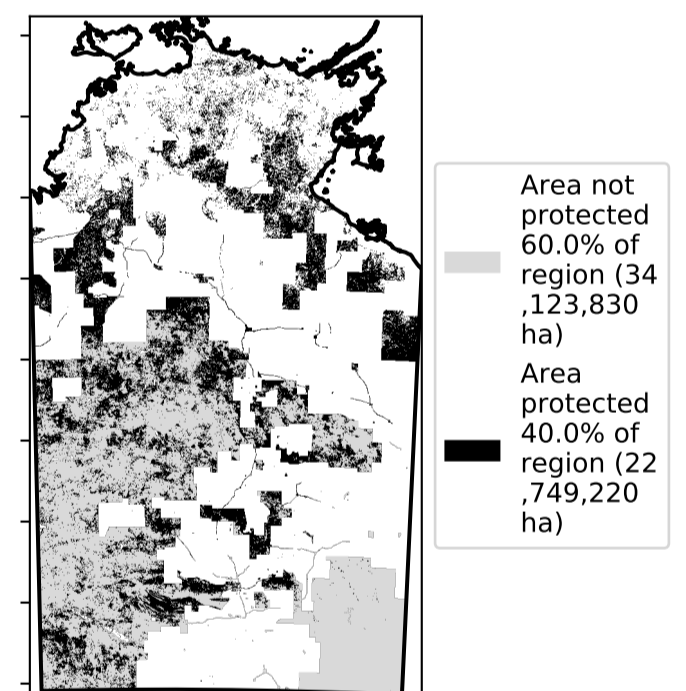 Area not
protected
60.0% of
region (34
,123,830
ha)
Area
protected
40.0% of
region (22
,749,220
ha)